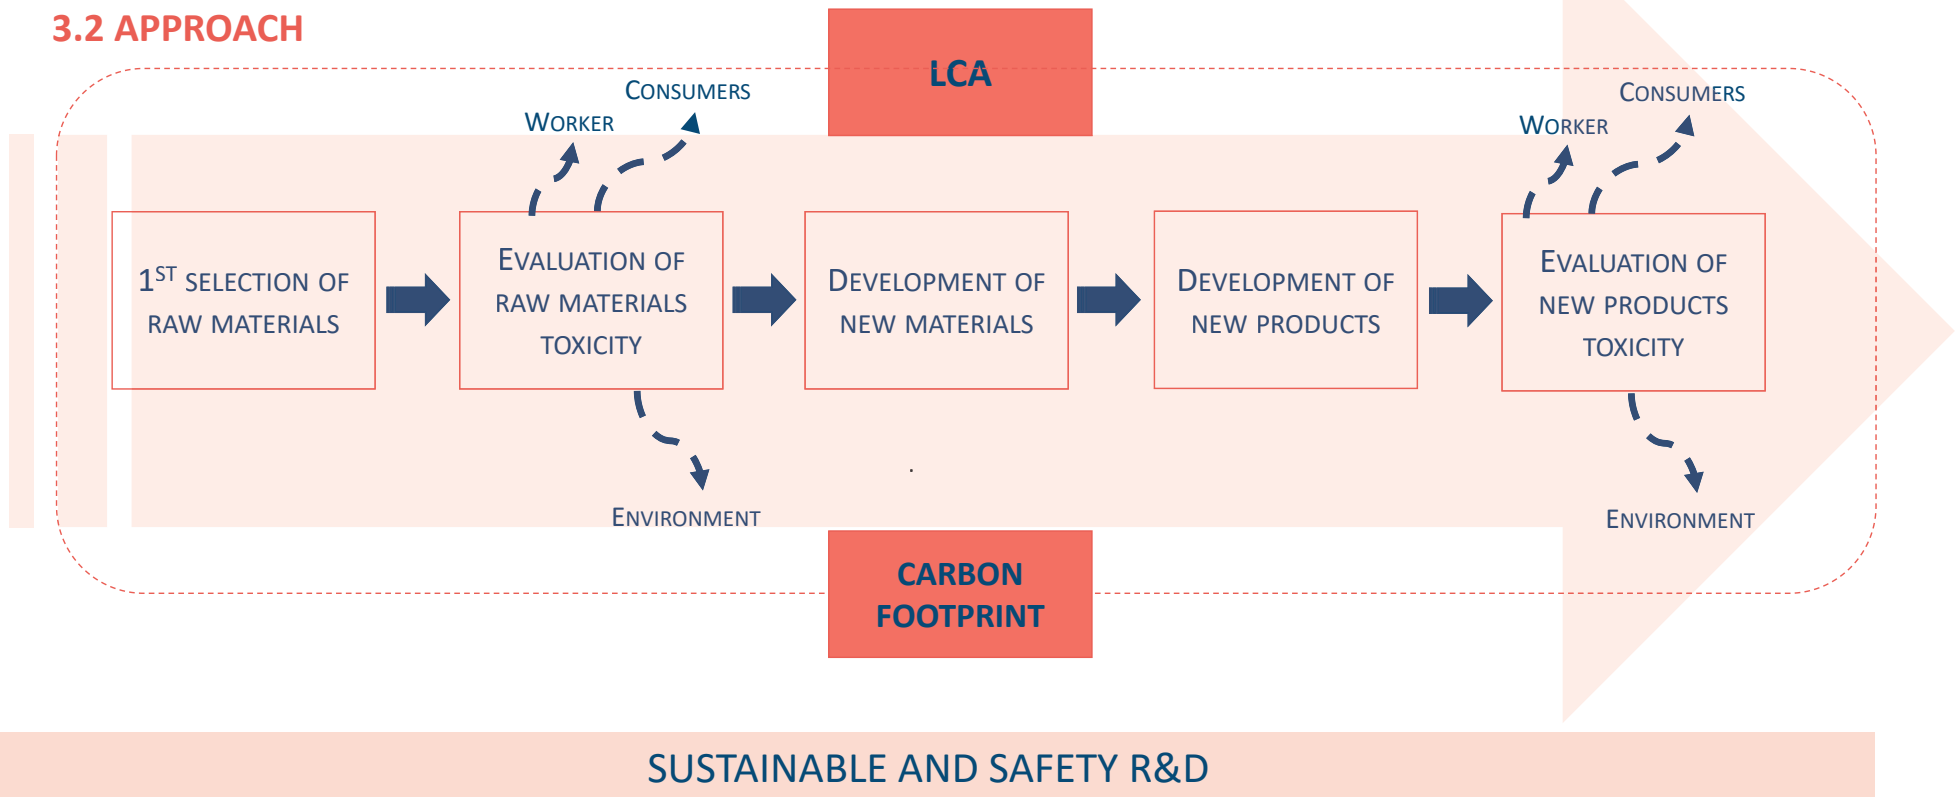 3.2 APPROACH
LCA
CONSUMERS
WORKER
CONSUMERS
WORKER
1ST SELECTION OF
RAW MATERIALS
EVALUATION OF
RAW MATERIALS
TOXICITY
DEVELOPMENT OF
NEW MATERIALS
DEVELOPMENT OF
NEW PRODUCTS
EVALUATION OF
NEW PRODUCTS
TOXICITY
.
ENVIRONMENT
ENVIRONMENT
CARBON
FOOTPRINT
SUSTAINABLE AND SAFETY R&D